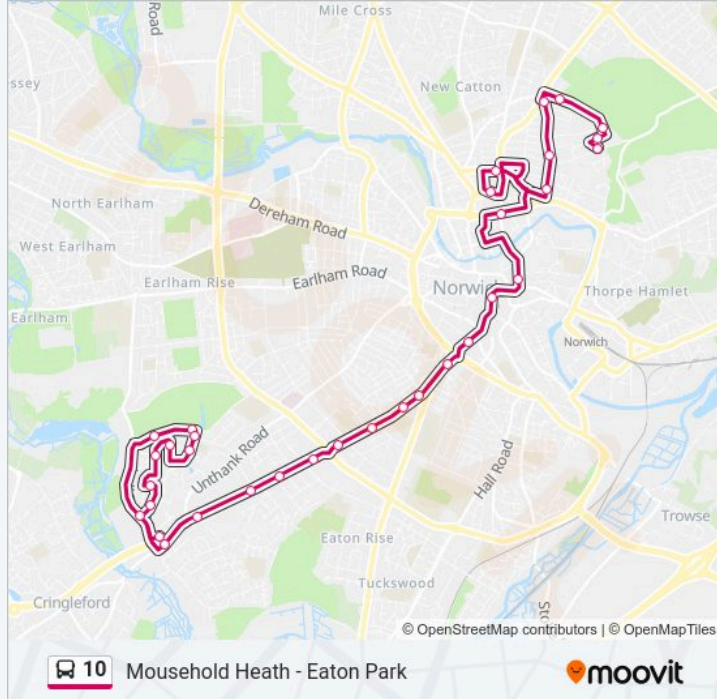 Mile Cross
Road
ssey
New Catton
North Earlham
Dereham Road
West Earlham
Earlham Rise
Earlham Road
Norwich
Thorpe Hamlet
Earlham
Norwich
Unthank Road
Hall Road
Trowse
Eaton Rise
Tuckswood
Cringleford
Road
Sto
© OpenStreetMap contributors | © OpenMapTiles
10 Mousehold Heath - Eaton Park
moovit